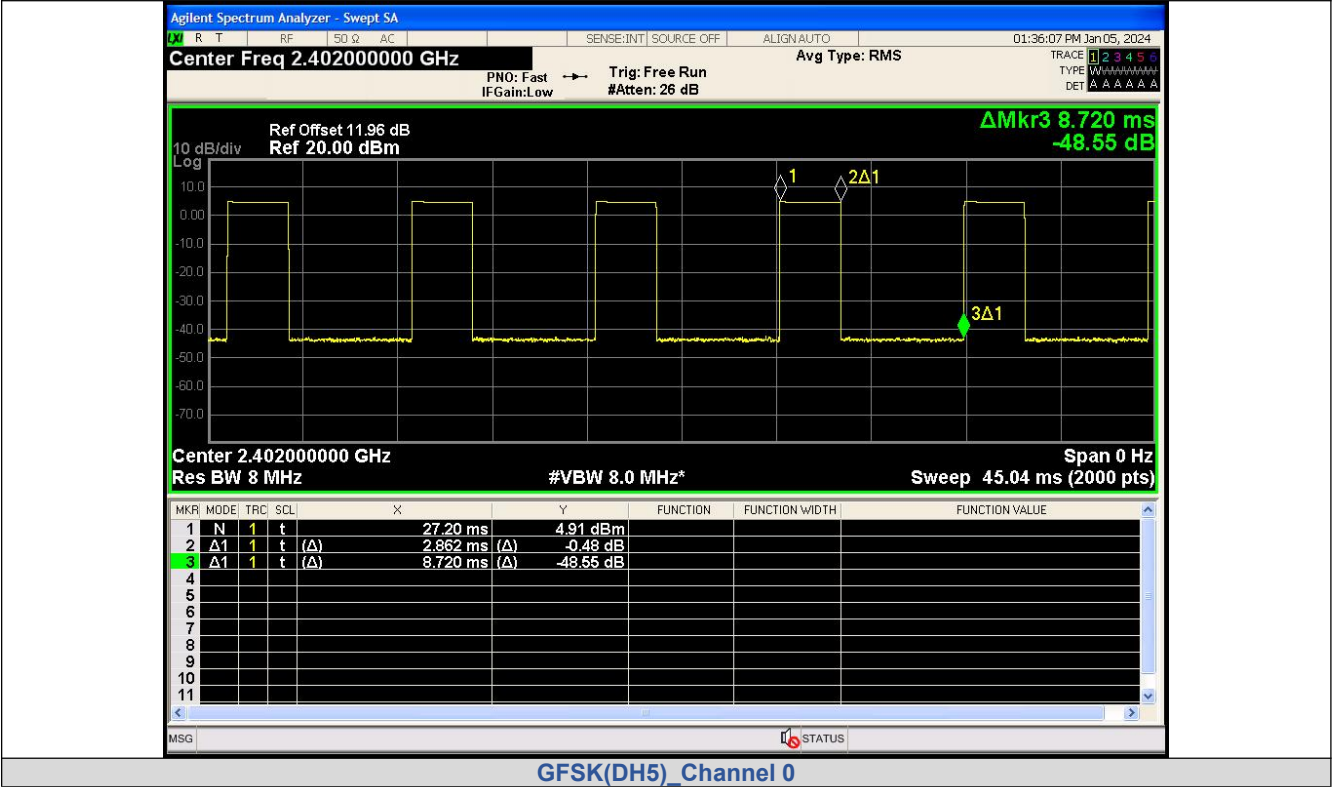 Agilent Spectrum Analyzer - Swept SA
LXI R T RF 50 Ω AC SENSE:INT SOURCE OFF ALIGN AUTO 01:36:07 PM Jan 05, 2024
Center Freq 2.402000000 GHz Avg Type: RMS TRACE 1 2 3 4 5 6
PNO: Fast Trig: Free Run TYPE WWWWWW
IFGain:Low #Atten: 26 dB DET A A A A A A
ΔMkr3 8.720 ms
Ref Offset 11.96 dB
10 dB/div Ref 20.00 dBm -48.55 dB
Log
10.0
0.00
-10.0
-20.0
-30.0
-40.0
-50.0
-60.0
-70.0
1 2Δ1
3Δ1
Center 2.402000000 GHz Span 0 Hz
Res BW 8 MHz #VBW 8.0 MHz* Sweep 45.04 ms (2000 pts)
MKR MODE TRC SCL X Y FUNCTION FUNCTION WIDTH FUNCTION VALUE
1 N 1 t 27.20 ms 4.91 dBm
2 Δ1 1 t (Δ) 2.862 ms (Δ) -0.48 dB
3 Δ1 1 t (Δ) 8.720 ms (Δ) -48.55 dB
4
5
6
7
8
9
10
11
MSG STATUS
GFSK(DH5)_Channel 0